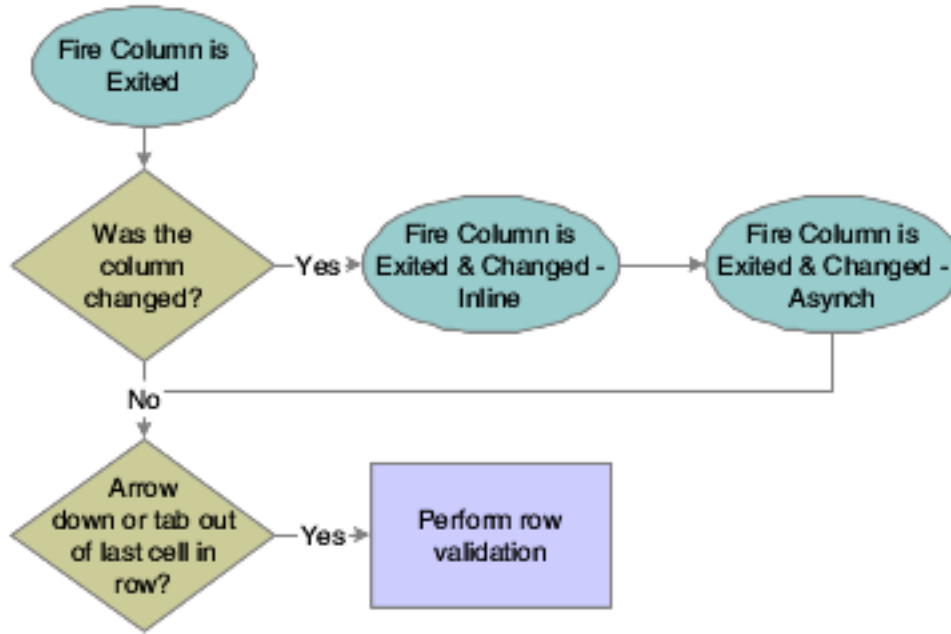 Fire Column is
Exited
Was the
column
changed?
Yes
Fire Column is
Exited & Changed -
Inline
Fire Column is
Exited & Changed -
Asynch
No
Arrow
down or tab out
of last cell in
row?
Yes
Perform row
validation